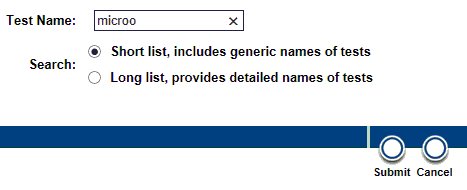 Test Name: microo
Search: Short list, includes generic names of tests
Long list, provides detailed names of tests
Submit Cancel